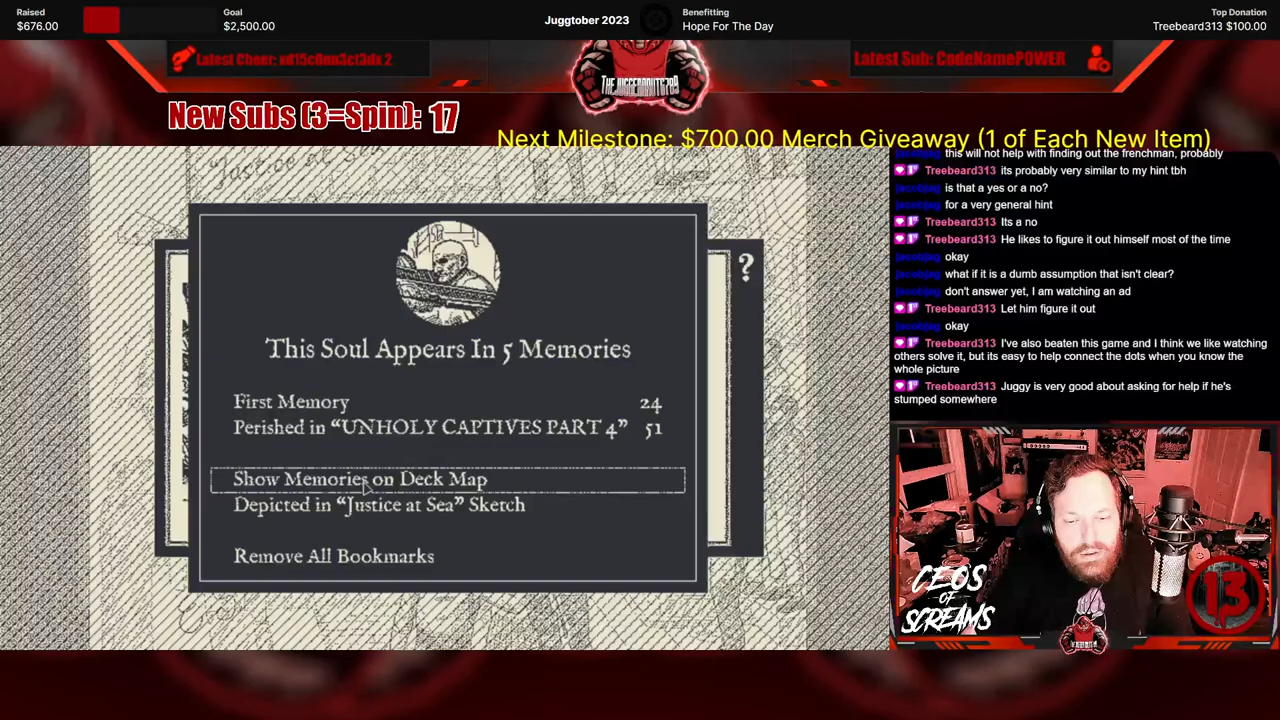 Raised
$676.00
Goal
$2,500.00
Juggtober 2023
Benefitting
Hope For The Day
Top Donation
Treebeard313 $100.00
Latest Cheer: xd15c0nn3ct3dx 2
THEJUGGERNAUT6789
Latest Sub: CodeNamePOWER
New Subs (3=Spin): 17
Next Milestone: $700.00 Merch Giveaway (1 of Each New Item)
Justice at Sea
?
This Soul Appears In 5 Memories
First Memory 24
Perished in “UNHOLY CAPTIVES PART 4” 51
Show Memories on Deck Map
Depicted in “Justice at Sea” Sketch
Remove All Bookmarks
this will not help with finding out the frenchman, probably
Treebeard313 its probably very similar to my hint tbh
is that a yes or a no?
for a very general hint
Treebeard313 Its a no
Treebeard313 He likes to figure it out himself most of the time
okay
what if it is a dumb assumption that isn't clear?
don't answer yet, I am watching an ad
Treebeard313 Let him figure it out
okay
Treebeard313 I've also beaten this game and I think we like watching
others solve it, but its easy to help connect the dots when you know the
whole picture
Treebeard313 Juggy is very good about asking for help if he's
stumped somewhere
CEOS
OF
SCREAMS
13